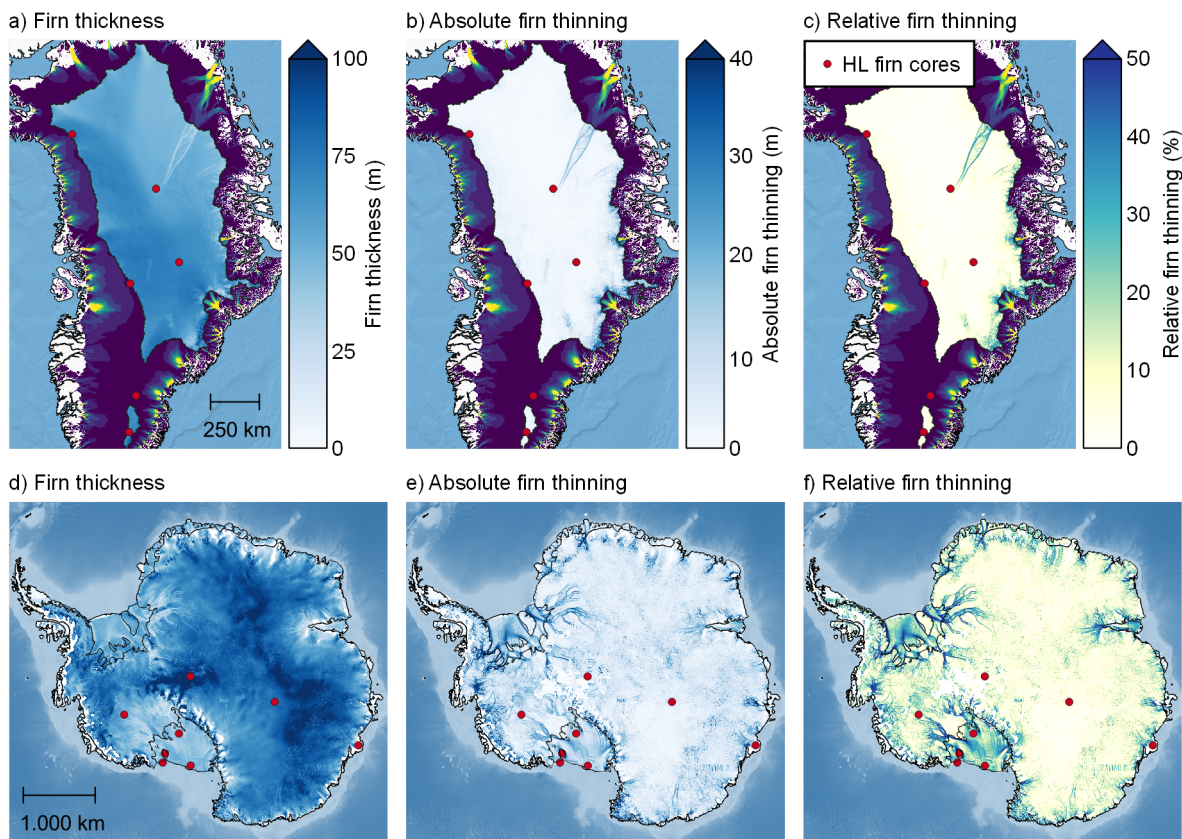 a) Firn thickness
b) Absolute firn thinning
c) Relative firn thinning
HL firn cores
250 km
100
75
50
25
0
Firn thickness (m)
40
30
20
10
0
Absolute firn thinning (m)
50
40
30
20
10
0
Relative firn thinning (%)
d) Firn thickness
e) Absolute firn thinning
f) Relative firn thinning
1.000 km